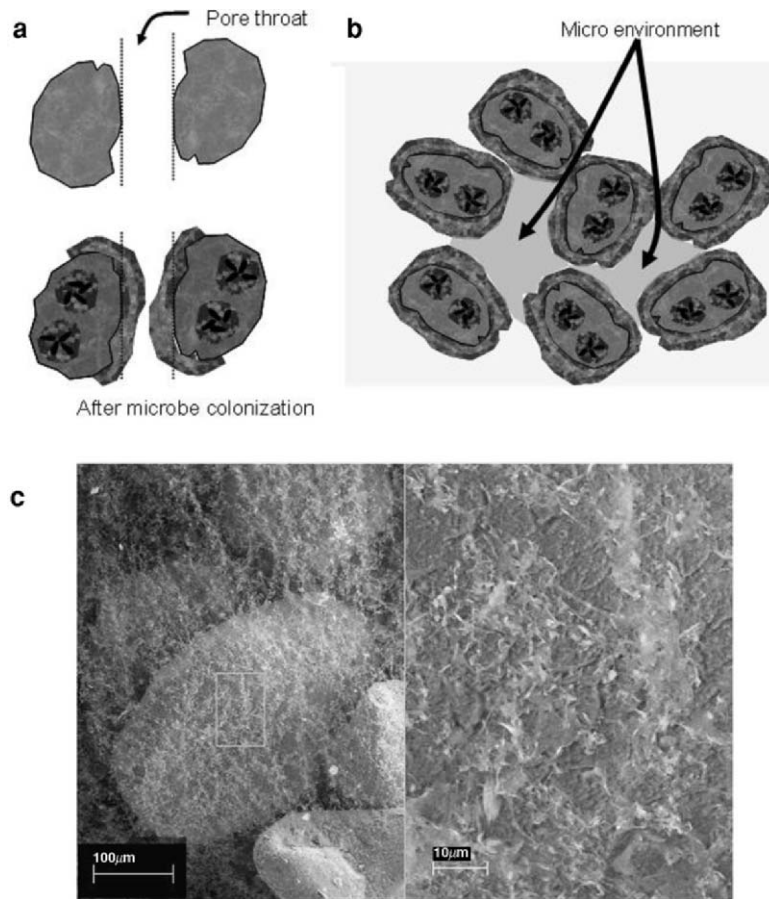 a
Pore throat
After microbe colonization
b
Micro environment
c
100μm
10μm